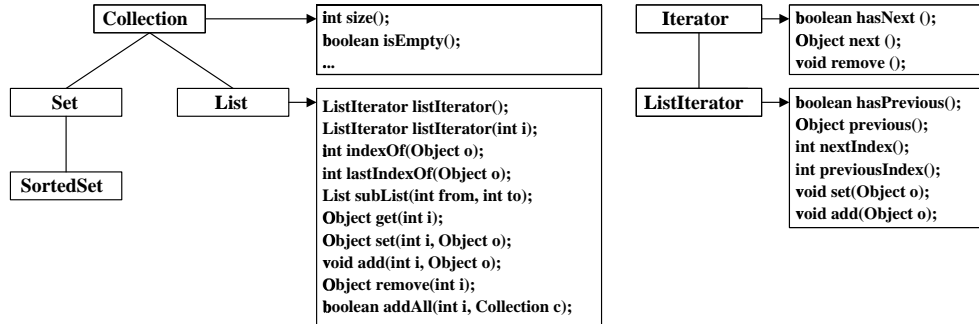 Collection
int size();
boolean isEmpty();
...
Set
List
ListIterator listIterator();
ListIterator listIterator(int i);
int indexOf(Object o);
int lastIndexOf(Object o);
List subList(int from, int to);
Object get(int i);
Object set(int i, Object o);
void add(int i, Object o);
Object remove(int i);
boolean addAll(int i, Collection c);
SortedSet
Iterator
boolean hasNext ();
Object next ();
void remove ();
ListIterator
boolean hasPrevious();
Object previous();
int nextIndex();
int previousIndex();
void set(Object o);
void add(Object o);